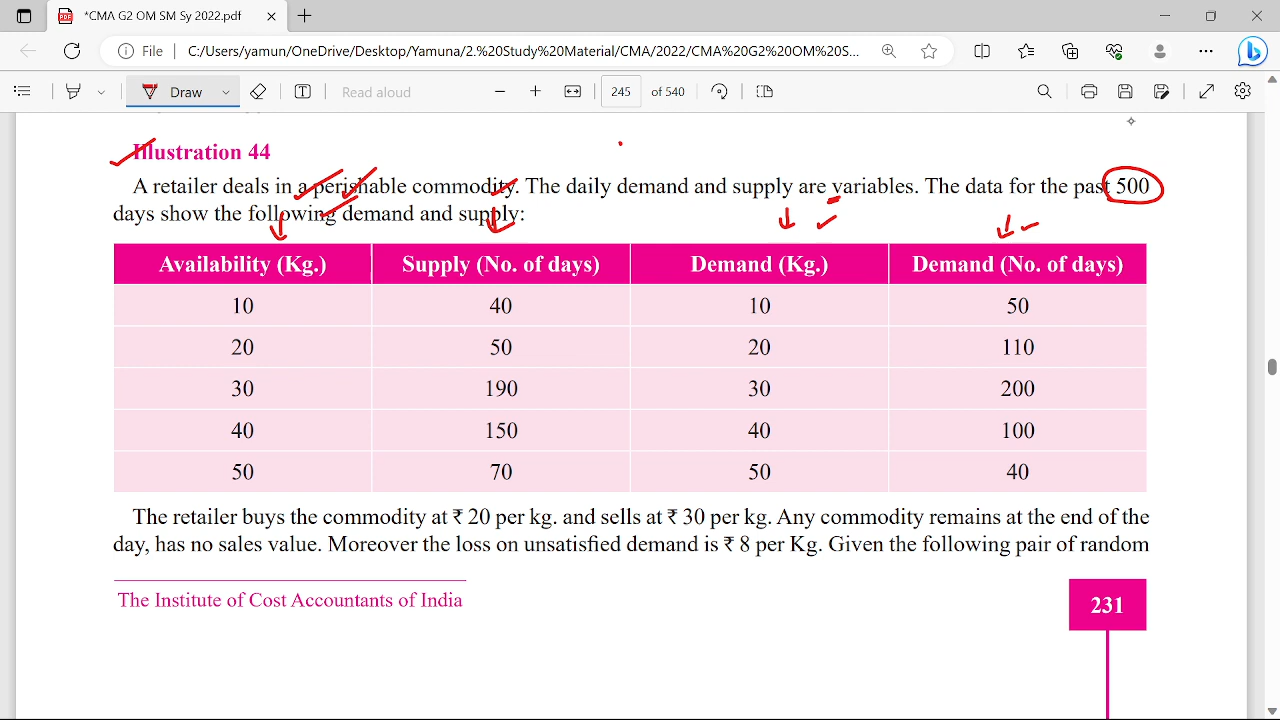 *CMA G2 OM SM Sy 2022.pdf
File C:/Users/yamun/OneDrive/Desktop/Yamuna/2.%20Study%20Material/CMA/2022/CMA%20G2%20OM%20S...
Draw Read aloud 245 of 540
Illustration 44
A retailer deals in a perishable commodity. The daily demand and supply are variables. The data for the past 500
days show the following demand and supply:
Availability (Kg.) Supply (No. of days) Demand (Kg.) Demand (No. of days)
10 40 10 50
20 50 20 110
30 190 30 200
40 150 40 100
50 70 50 40
The retailer buys the commodity at ₹ 20 per kg. and sells at ₹ 30 per kg. Any commodity remains at the end of the
day, has no sales value. Moreover the loss on unsatisfied demand is ₹ 8 per Kg. Given the following pair of random
The Institute of Cost Accountants of India
231